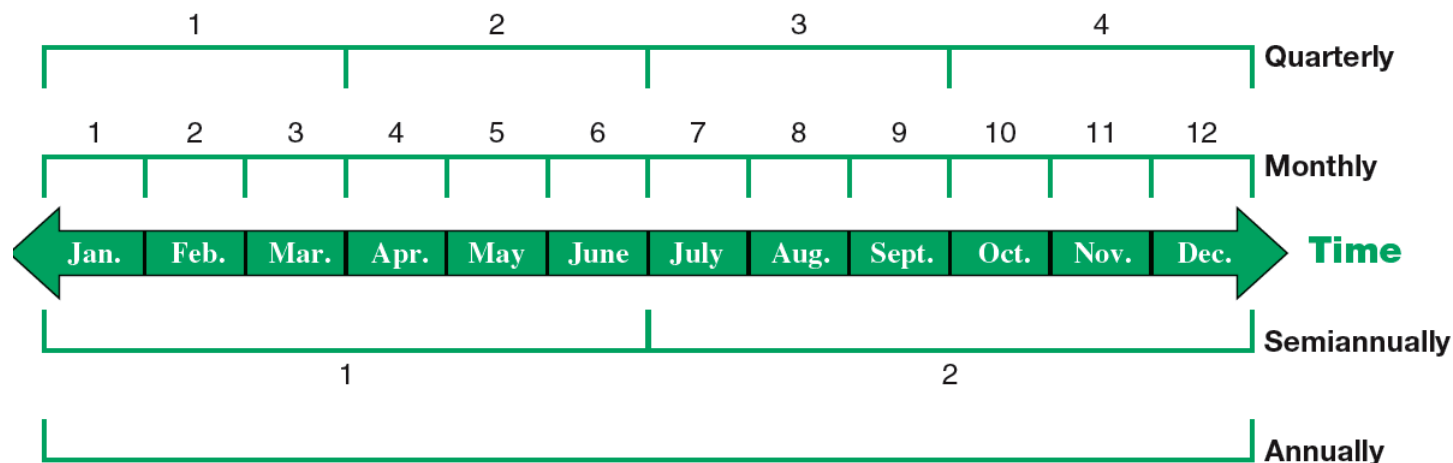 1 2 3 4
Quarterly
1 2 3 4 5 6 7 8 9 10 11 12
Monthly
Jan. Feb. Mar. Apr. May June July Aug. Sept. Oct. Nov. Dec. Time
Semiannually
1 2
Annually